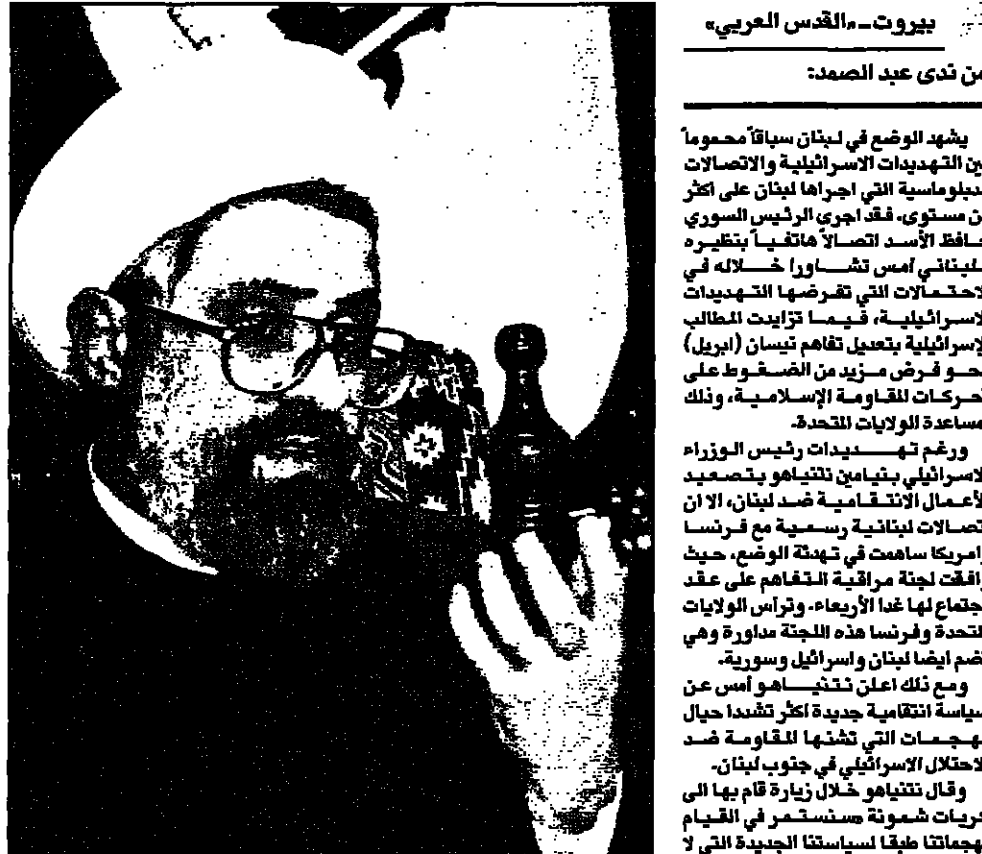 بيروت ـ «القدس العربي»
من ندى عبد الصمد:
يشهد الوضع في لبنان سباقاً محموماً
بين التهديدات الاسرائيلية والاتصالات
الدبلوماسية التي اجراها لبنان على اكثر
من مستوى. فقد اجرى الرئيس السوري
حافظ الأسد اتصالاً هاتفياً بنظيره
اللبناني أمس تشاورا خلاله في
الاحتمالات التي تفرضها التهديدات
الاسرائيلية، فيما تزايدت المطالب
الإسرائيلية بتعديل تفاهم نيسان (ابريل)
نحو فرض مزيد من الضغوط على
حركات المقاومة الإسلامية، وذلك
بمساعدة الولايات المتحدة.
ورغم تهديدات رئيس الوزراء
الاسرائيلي بنيامين نتنياهو بتصعيد
الأعمال الانتقامية ضد لبنان، الا ان
اتصالات لبنانية رسمية مع فرنسا
وامريكا ساهمت في تهدئة الوضع، حيث
وافقت لجنة مراقبة التفاهم على عقد
اجتماع لها غدا الأربعاء. وترأس الولايات
المتحدة وفرنسا هذه اللجنة مداورة وهي
تضم ايضا لبنان واسرائيل وسورية.
ومع ذلك اعلن نتنياهو أمس عن
سياسة انتقامية جديدة اكثر تشددا حيال
الهجمات التي تشنها المقاومة ضد
الاحتلال الاسرائيلي في جنوب لبنان.
وقال نتنياهو خلال زيارة قام بها الى
كريات شمونة «سنستمر في القيام
بهجماتنا طبقا لسياستنا الجديدة التي لا